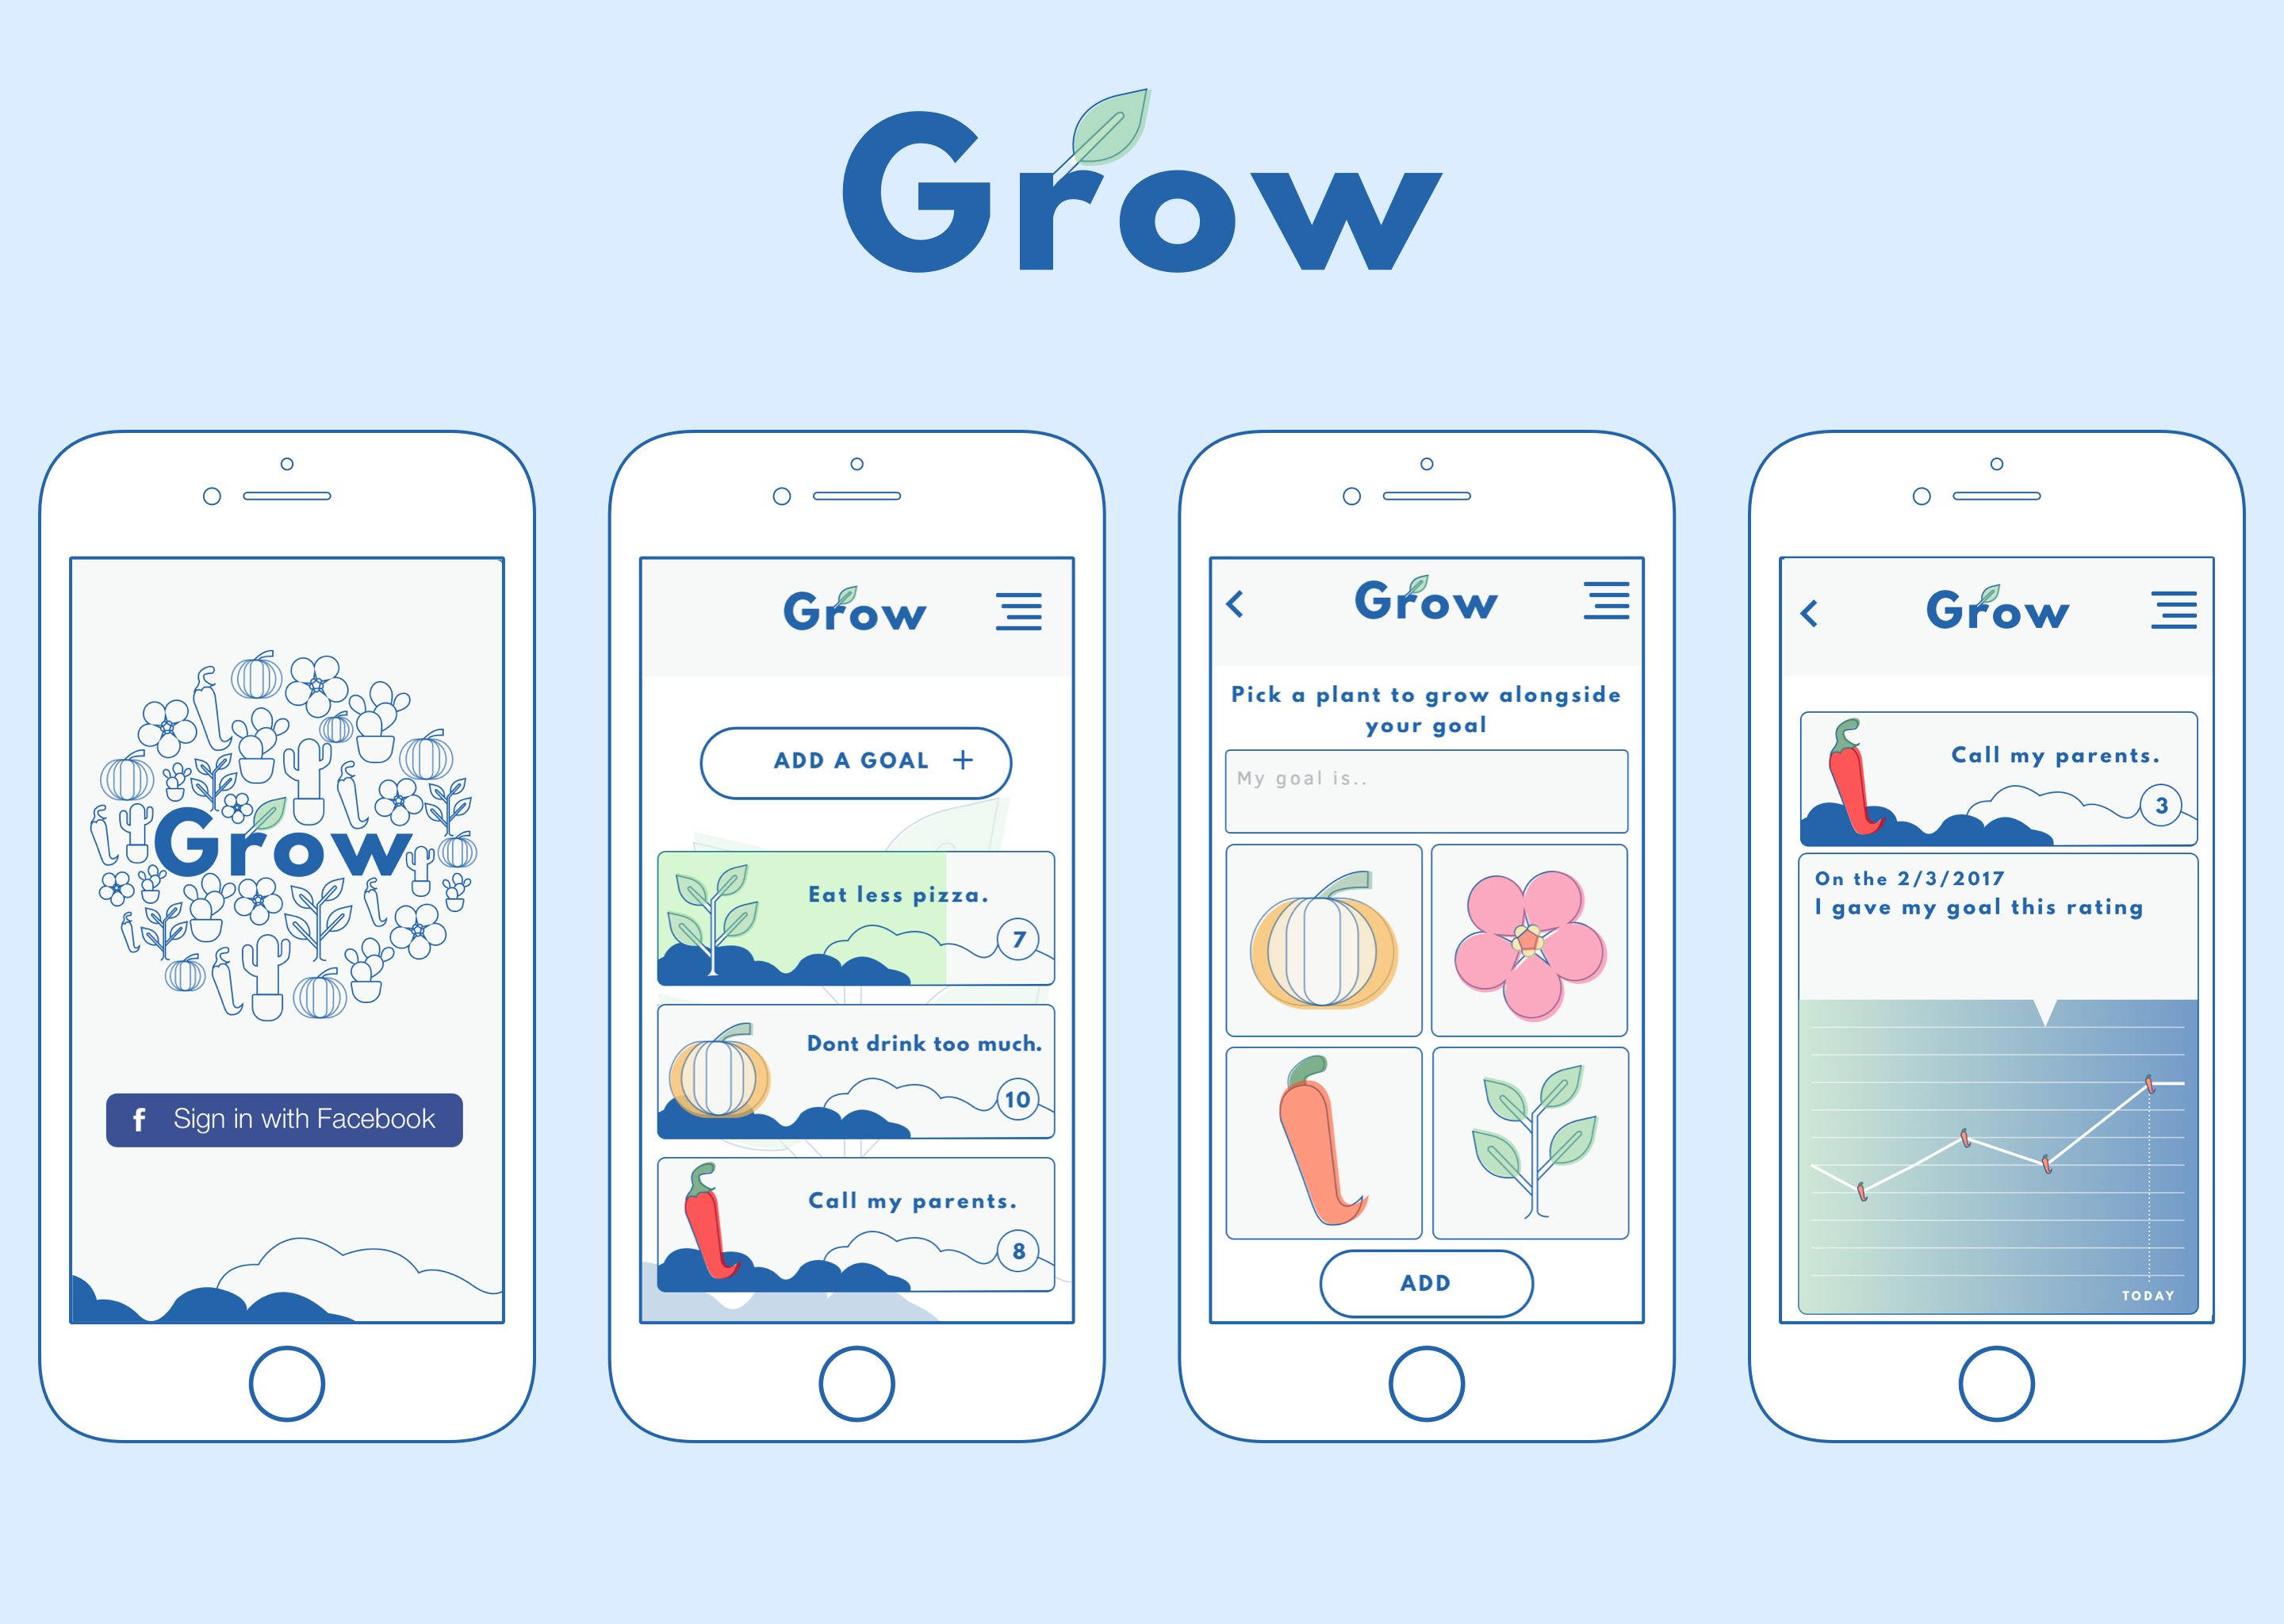 Grow
Grow
f Sign in with Facebook
Grow
ADD A GOAL +
Eat less pizza.
7
Dont drink too much.
10
Call my parents.
8
Grow
Pick a plant to grow alongside
your goal
My goal is..
ADD
Grow
Call my parents.
3
On the 2/3/2017
I gave my goal this rating
TODAY